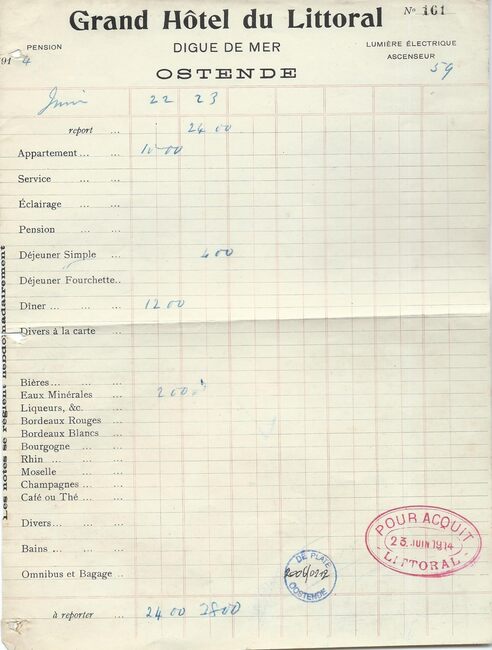 Grand Hôtel du Littoral
Nº 161
PENSION
DIGUE DE MER
LUMIÈRE ÉLECTRIQUE
ASCENSEUR
OSTENDE
914
59
Juin 22 23
report ... 24 00
Appartement ... ... 10 00
Service ... ...
Éclairage ... ...
Pension ... ...
Déjeuner Simple ... 4 00
Déjeuner Fourchette..
Dîner ... ... 12 00
Divers à la carte ...
Bières ... ... ...
Eaux Minérales ... 2 00
Liqueurs, &c. ... ...
Bordeaux Rouges ...
Bordeaux Blancs ...
Bourgogne ... ...
Rhin ... ... ...
Moselle ... ...
Champagnes ... ...
Café ou Thé ... ...
Divers ... ... ...
Bains ... ... ...
Omnibus et Bagage ..
à reporter ... 24 00 28 00
Les notes se règlent hebdomadairement
POUR ACQUIT
23 JUIN 1914
LITTORAL
DE PLATE
OOSTENDE